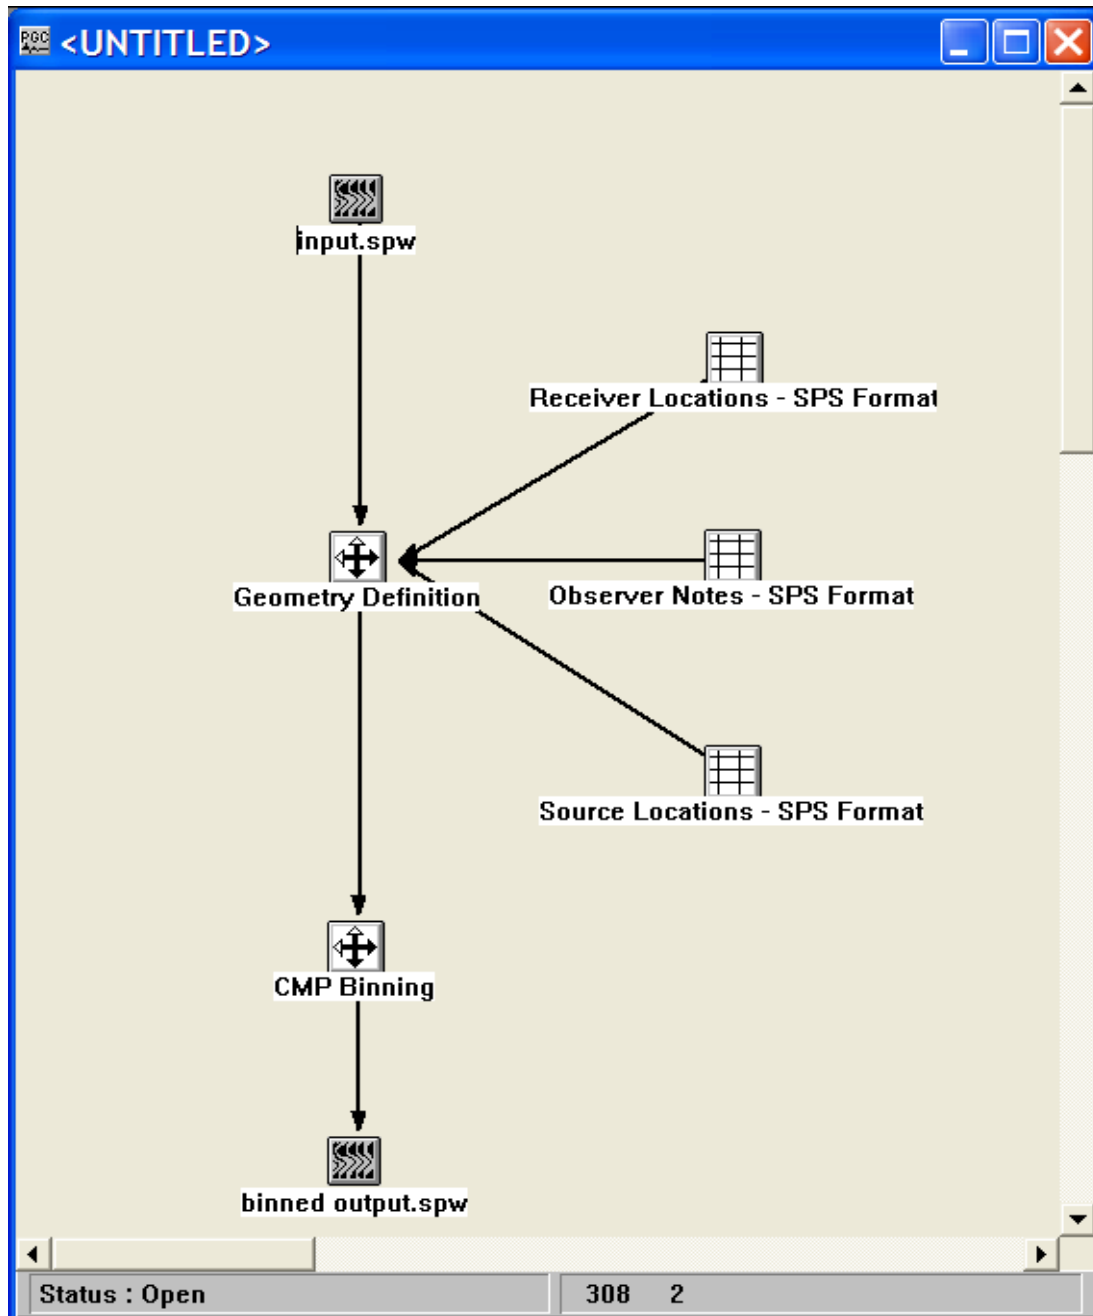 PGC <UNTITLED>
input.spw
Receiver Locations - SPS Format
Geometry Definition
Observer Notes - SPS Format
Source Locations - SPS Format
CMP Binning
binned output.spw
Status : Open
308 2